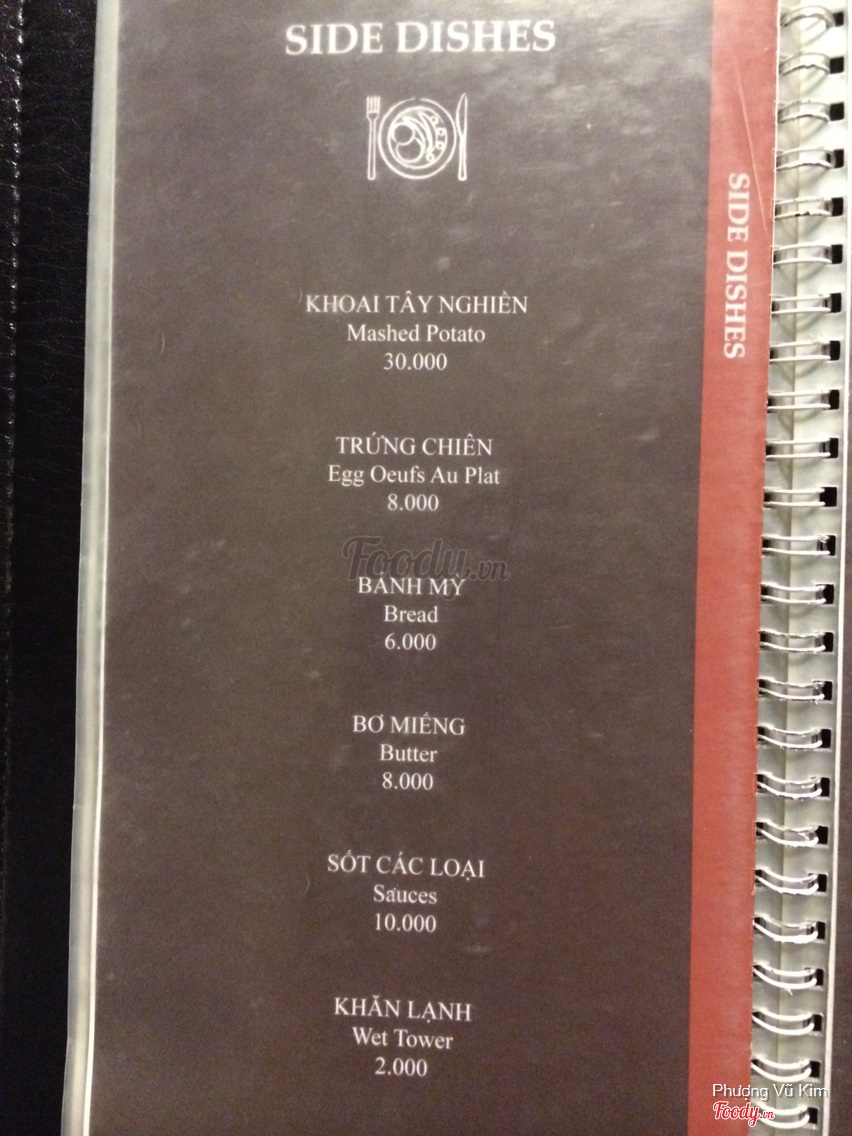 SIDE DISHES
KHOAI TÂY NGHIỀN
Mashed Potato
30.000
TRỨNG CHIÊN
Egg Oeufs Au Plat
8.000
BÁNH MỲ
Bread
6.000
BƠ MIẾNG
Butter
8.000
SỐT CÁC LOẠI
Sauces
10.000
KHĂN LẠNH
Wet Tower
2.000
SIDE DISHES
Foody.vn
Phượng Vũ Kim
Foody.vn